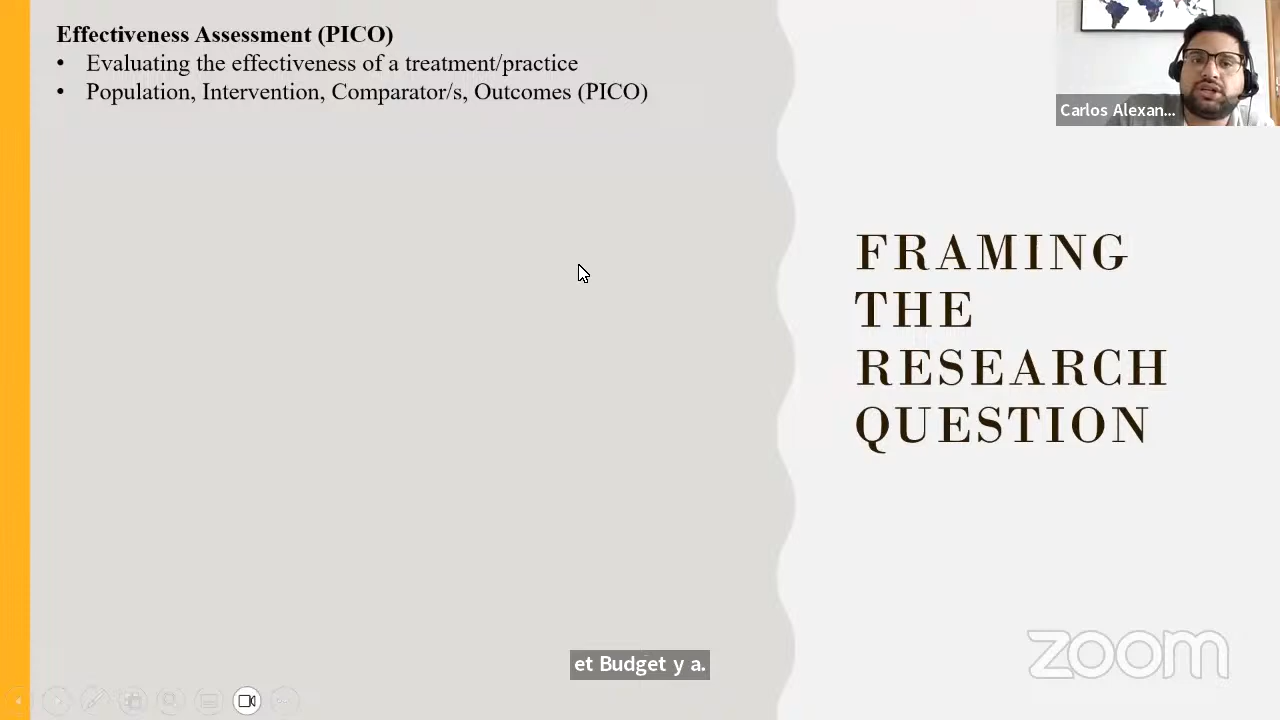 Effectiveness Assessment (PICO)
• Evaluating the effectiveness of a treatment/practice
• Population, Intervention, Comparator/s, Outcomes (PICO)
Carlos Alexan...
FRAMING
THE
RESEARCH
QUESTION
et Budget y a.
zoom